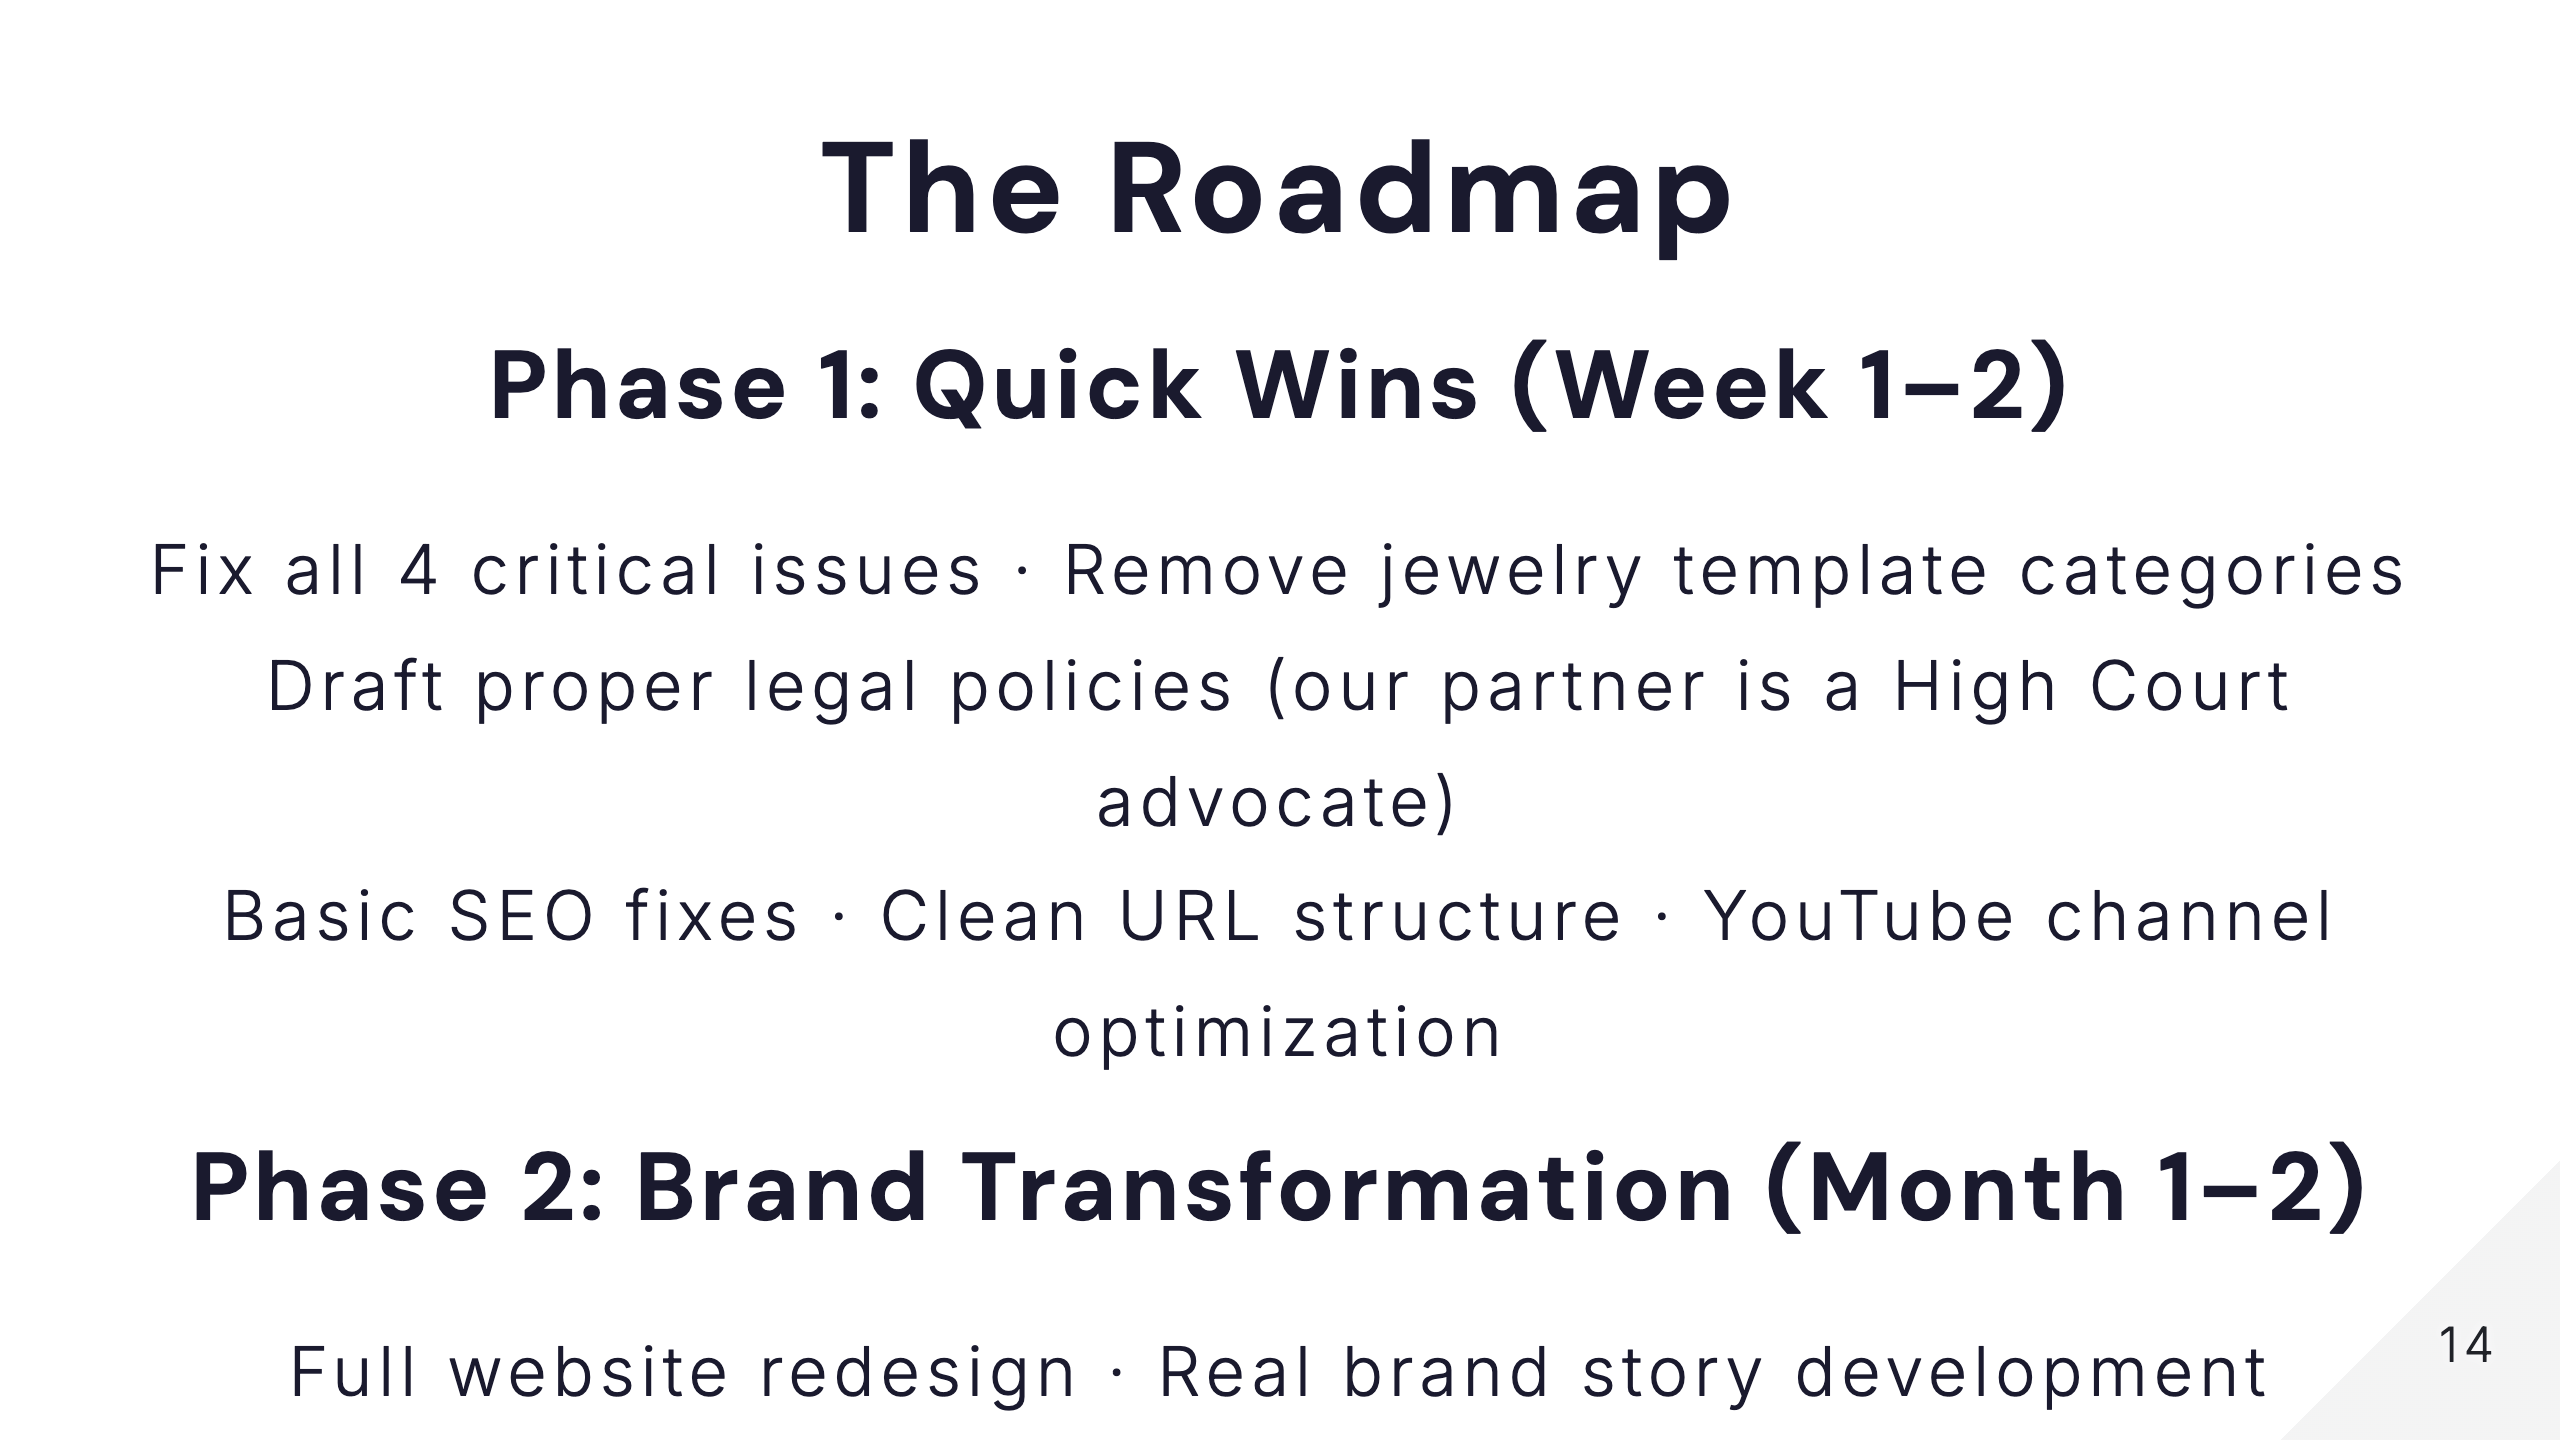 The Roadmap
Phase 1: Quick Wins (Week 1–2)
Fix all 4 critical issues · Remove jewelry template categories
Draft proper legal policies (our partner is a High Court
advocate)
Basic SEO fixes · Clean URL structure · YouTube channel
optimization
Phase 2: Brand Transformation (Month 1–2)
Full website redesign · Real brand story development
14